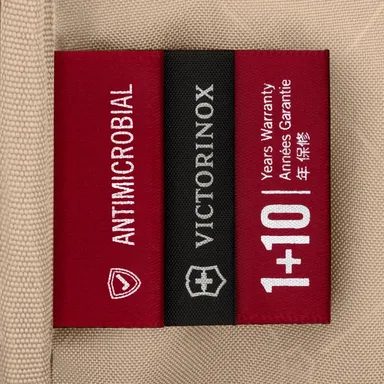 ANTIMICROBIAL
VICTORINOX
1+10
Years Warranty
Années Garantie
年 保修